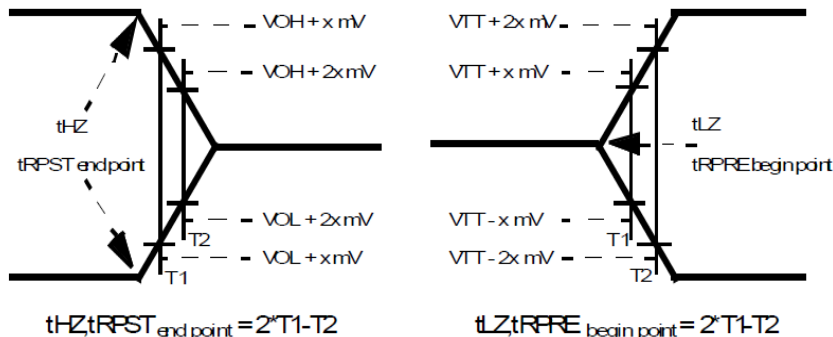 VOH + x mV
VOH + 2x mV
tHZ
tRPST end point
VOL + 2x mV
VOL + x mV
T2
T1
tHZ,tRPST end point = 2*T1-T2
VTT + 2x mV
VTT + x mV
tLZ
tRPRE begin point
VTT - x mV
VTT - 2x mV
T1
T2
tLZ,tRPRE begin point = 2*T1-T2